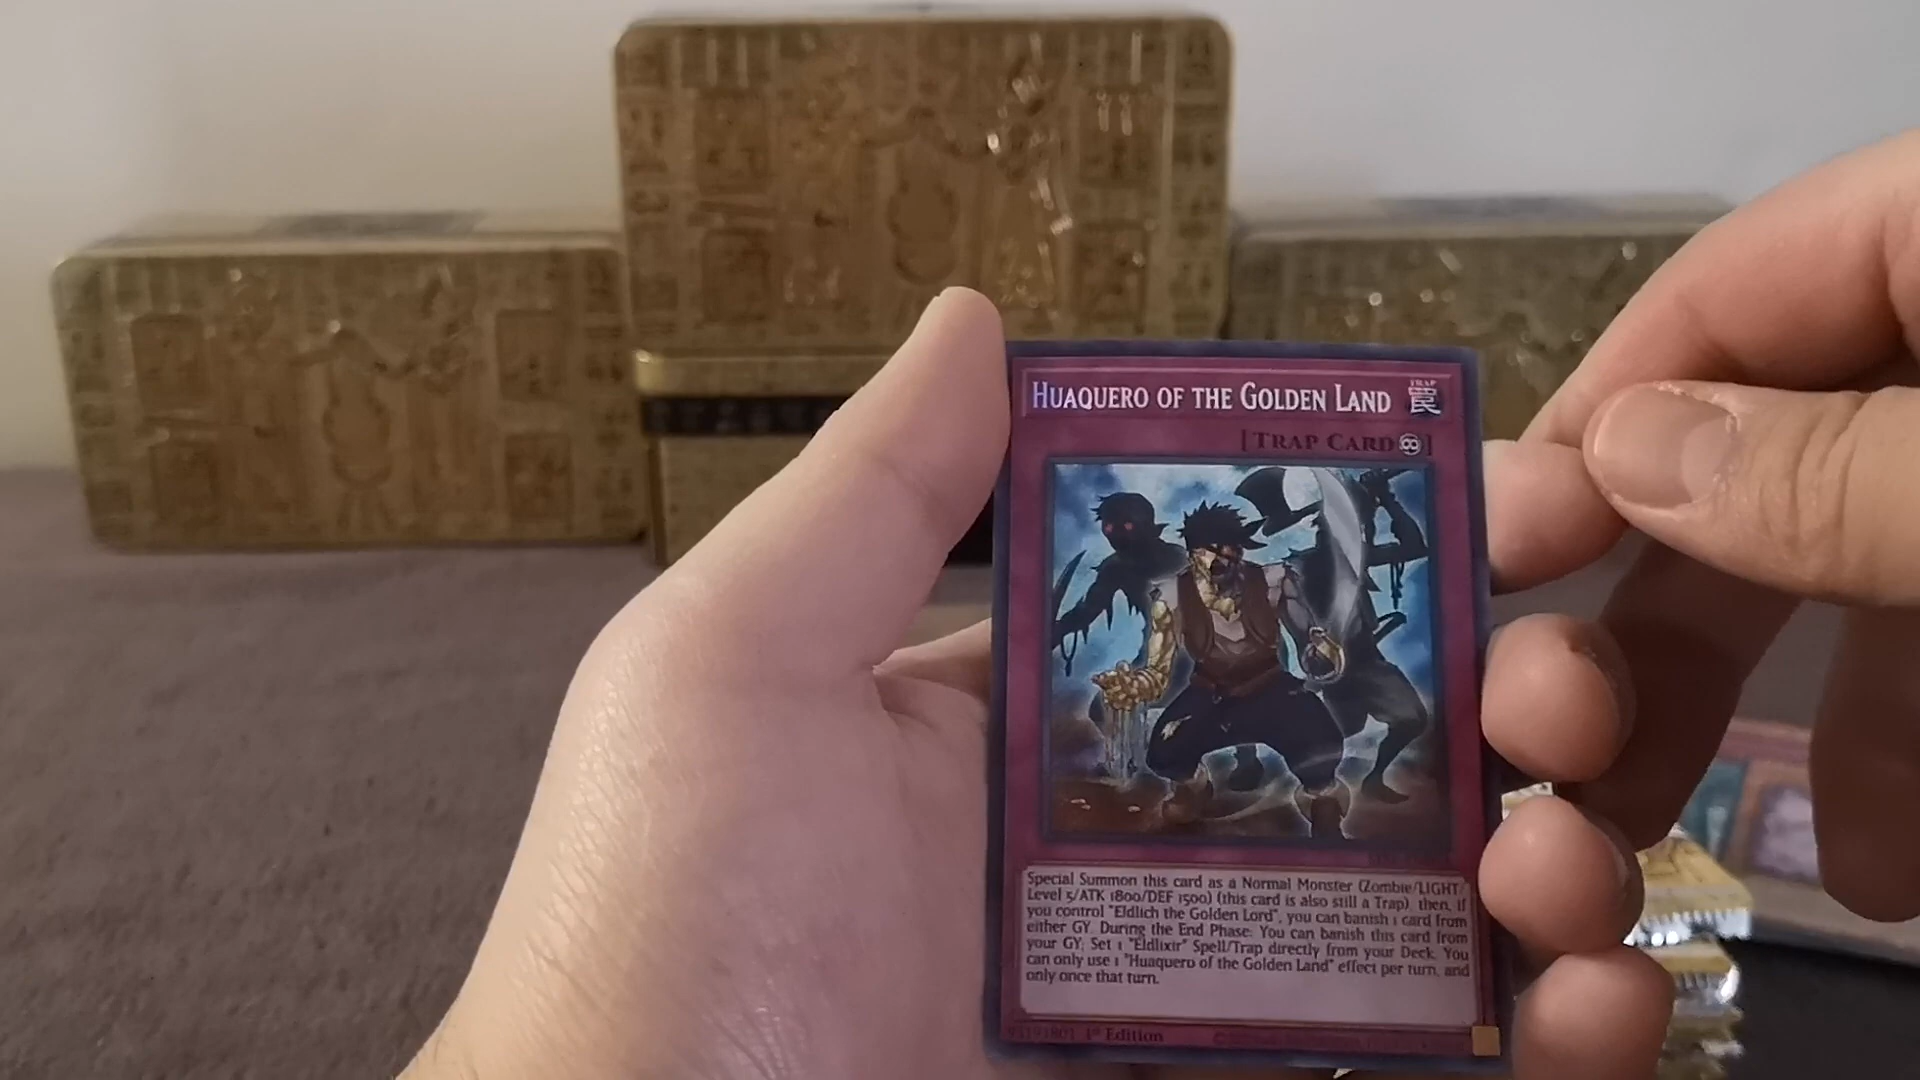 HUAQUERO OF THE GOLDEN LAND
TRAP
罠
[TRAP CARD]
Special Summon this card as a Normal Monster (Zombie/LIGHT/
Level 5/ATK 1800/DEF 1500) (this card is also still a Trap), then, if
you control "Eldlich the Golden Lord", you can banish 1 card from
either GY. During the End Phase: You can banish this card from
your GY; Set 1 "Eldlixir" Spell/Trap directly from your Deck. You
can only use 1 "Huaquero of the Golden Land" effect per turn, and
only once that turn.
1st Edition